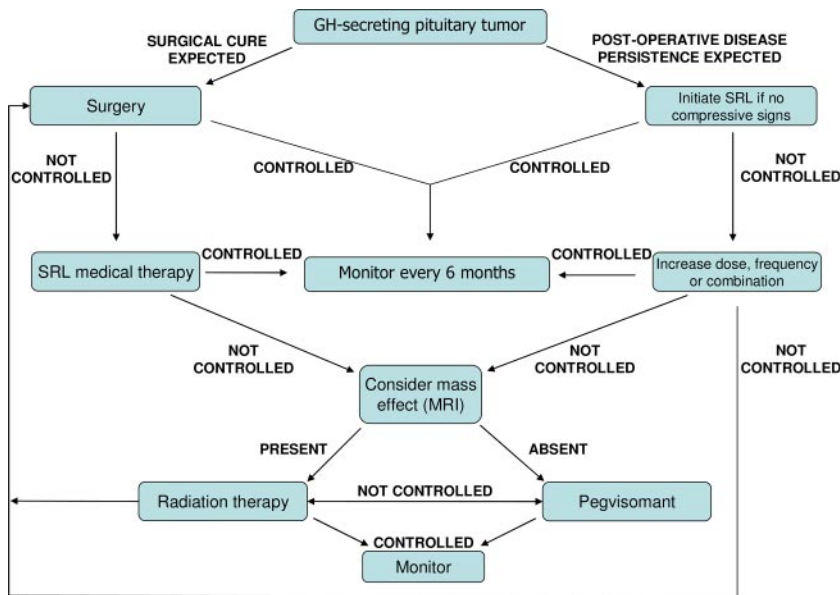 GH-secreting pituitary tumor
SURGICAL CURE
EXPECTED
POST-OPERATIVE DISEASE
PERSISTENCE EXPECTED
Surgery
Initiate SRL if no
compressive signs
NOT
CONTROLLED
CONTROLLED
CONTROLLED
NOT
CONTROLLED
SRL medical therapy
CONTROLLED
Monitor every 6 months
CONTROLLED
Increase dose, frequency
or combination
NOT
CONTROLLED
NOT
CONTROLLED
NOT
CONTROLLED
Consider mass
effect (MRI)
PRESENT
ABSENT
Radiation therapy
NOT CONTROLLED
Pegvisomant
CONTROLLED
Monitor